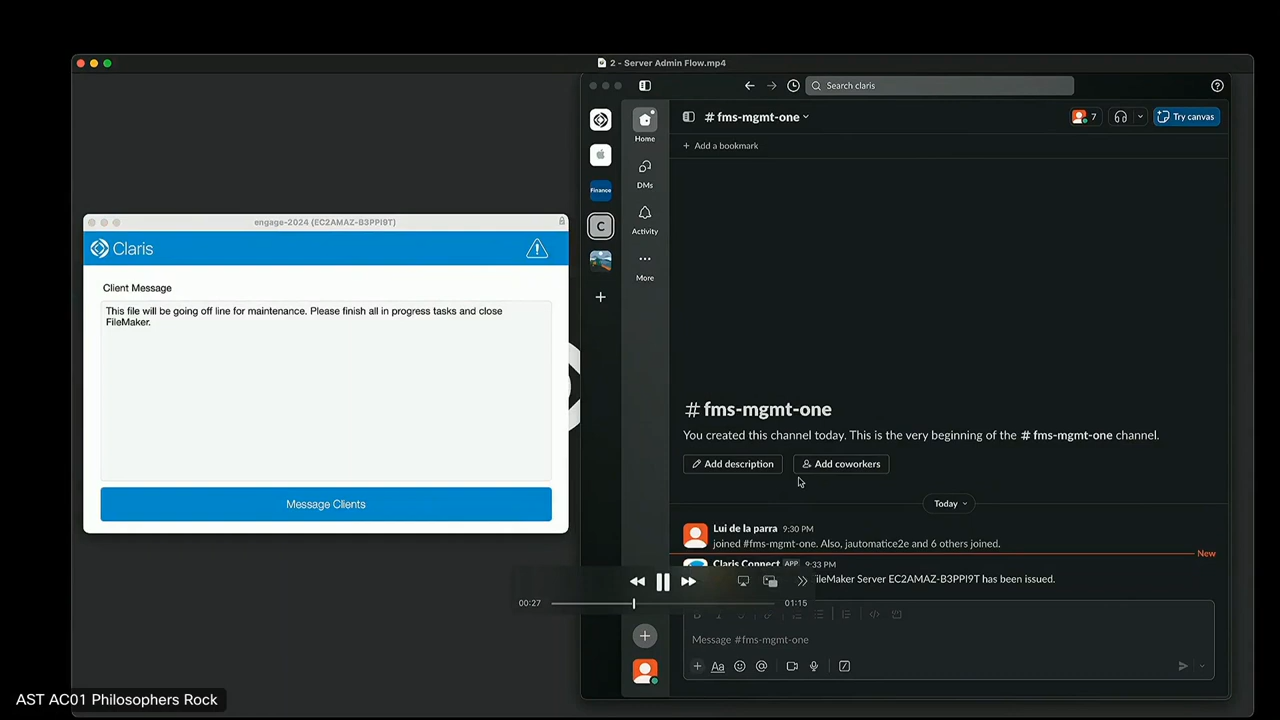 2 - Server Admin Flow.mp4
Search claris
# fms-mgmt-one
7
Try canvas
Home
Add a bookmark
Finance
DMs
C
Activity
More
engage-2024 (EC2AMAZ-B3PPI9T)
Claris
Client Message
This file will be going off line for maintenance. Please finish all in progress tasks and close
FileMaker.
Message Clients
# fms-mgmt-one
You created this channel today. This is the very beginning of the # fms-mgmt-one channel.
Add description
Add coworkers
Today
Lui de la parra 9:30 PM
joined #fms-mgmt-one. Also, jautomatice2e and 6 others joined.
New
Claris Connect APP 9:33 PM
FileMaker Server EC2AMAZ-B3PPI9T has been issued.
00:27
01:15
Message #fms-mgmt-one
Aa
AST AC01 Philosophers Rock